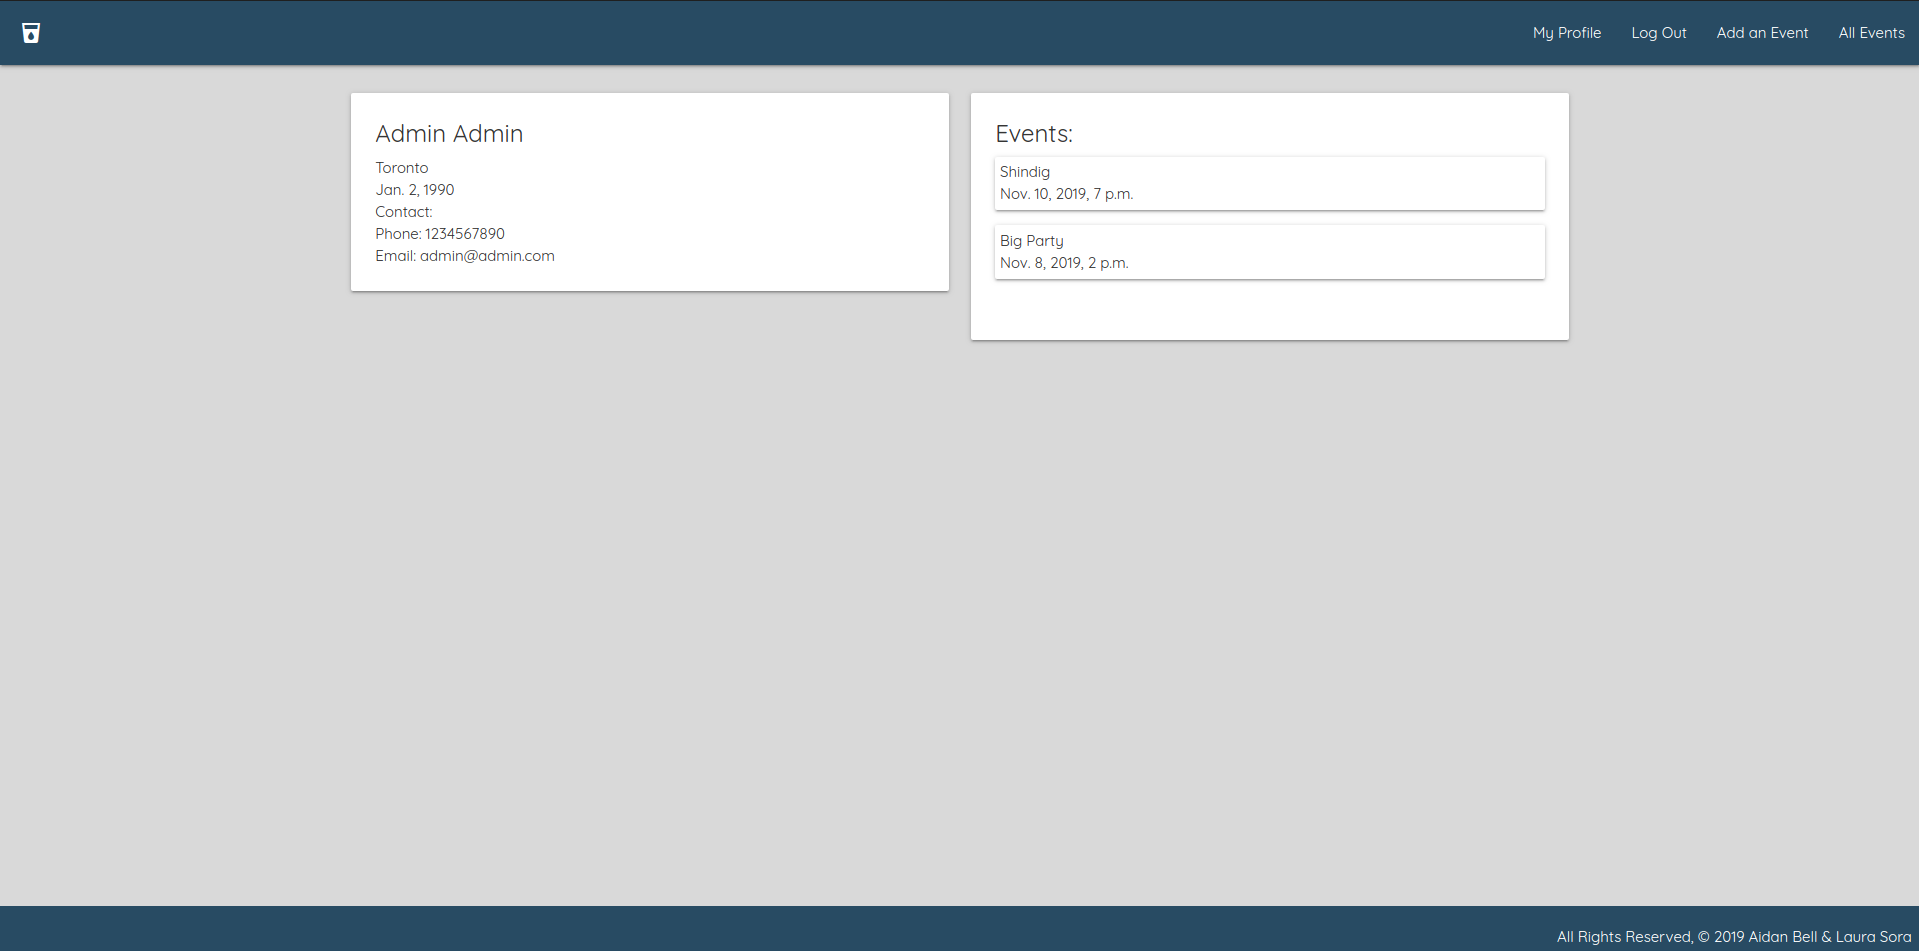 My Profile
Log Out
Add an Event
All Events
Admin Admin
Toronto
Jan. 2, 1990
Contact:
Phone: 1234567890
Email: admin@admin.com
Events:
Shindig
Nov. 10, 2019, 7 p.m.
Big Party
Nov. 8, 2019, 2 p.m.
All Rights Reserved, © 2019 Aidan Bell & Laura Sora